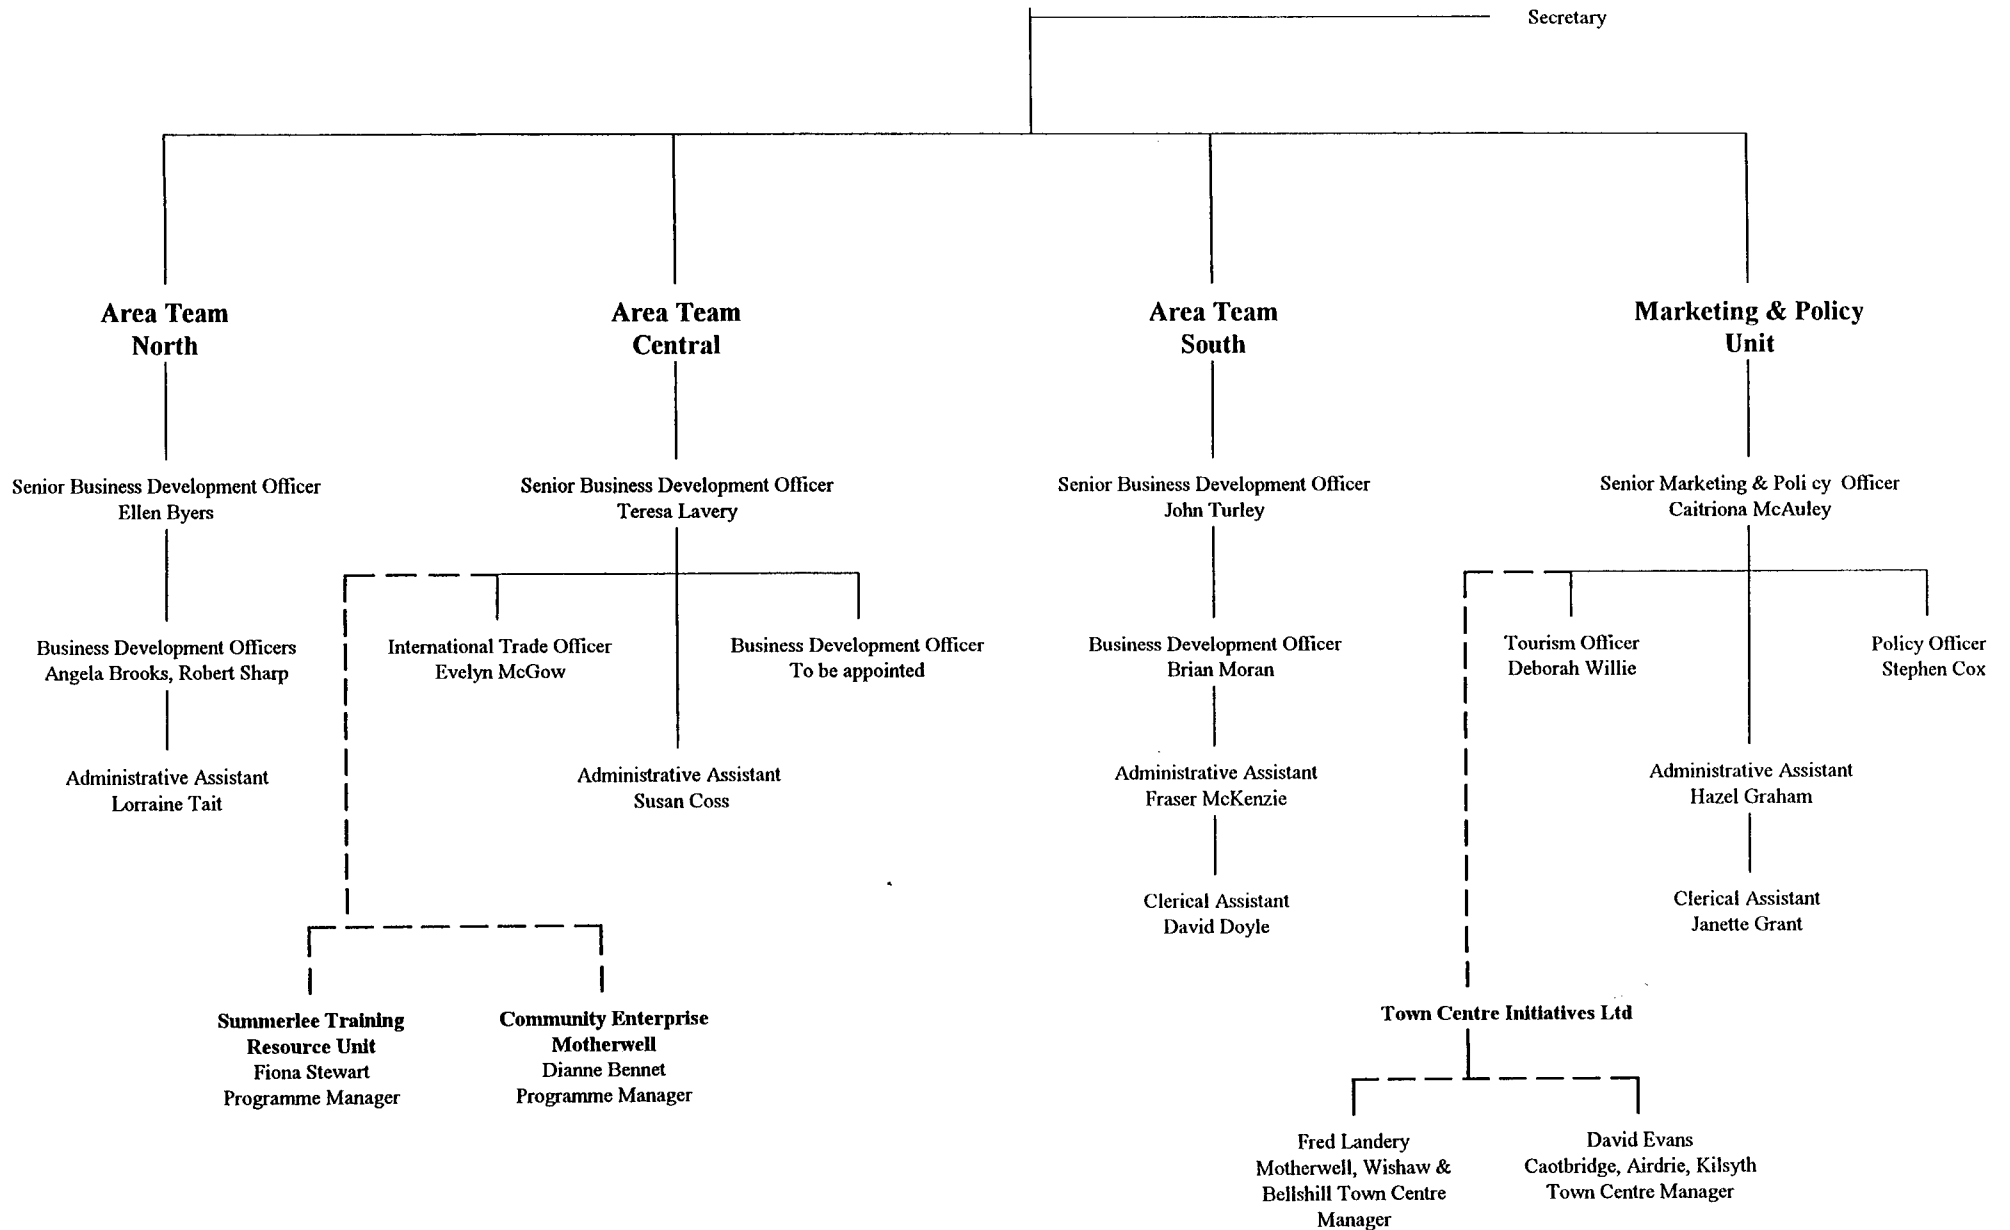 Secretary
Area Team
North
Area Team
Central
Area Team
South
Marketing & Policy
Unit
Senior Business Development Officer
Ellen Byers
Senior Business Development Officer
Teresa Lavery
Senior Business Development Officer
John Turley
Senior Marketing & Poli cy Officer
Caitriona McAuley
Business Development Officers
Angela Brooks, Robert Sharp
International Trade Officer
Evelyn McGow
Business Development Officer
To be appointed
Business Development Officer
Brian Moran
Tourism Officer
Deborah Willie
Policy Officer
Stephen Cox
Administrative Assistant
Lorraine Tait
Administrative Assistant
Susan Coss
Administrative Assistant
Fraser McKenzie
Administrative Assistant
Hazel Graham
Clerical Assistant
David Doyle
Clerical Assistant
Janette Grant
Summerlee Training
Resource Unit
Fiona Stewart
Programme Manager
Community Enterprise
Motherwell
Dianne Bennet
Programme Manager
Town Centre Initiatives Ltd
Fred Landery
Motherwell, Wishaw &
Bellshill Town Centre
Manager
David Evans
Caotbridge, Airdrie, Kilsyth
Town Centre Manager